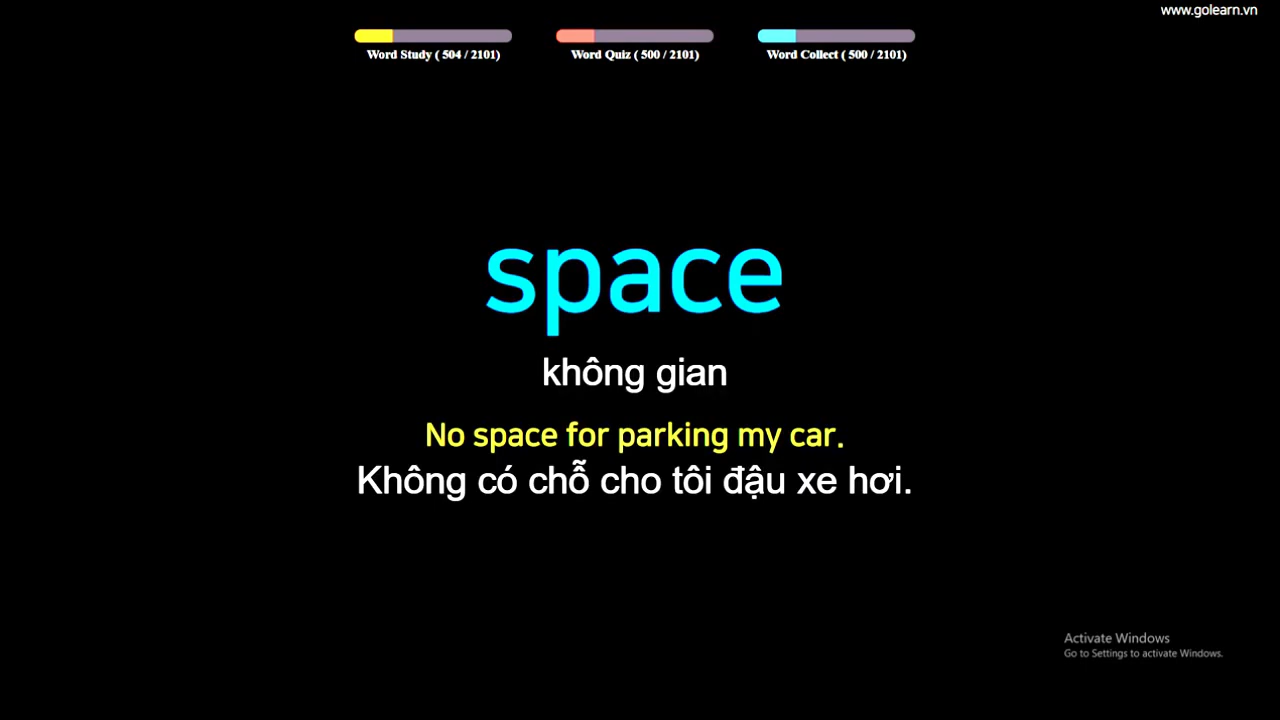 www.golearn.vn
Word Study ( 504 / 2101) Word Quiz ( 500 / 2101) Word Collect ( 500 / 2101)
space
không gian
No space for parking my car.
Không có chỗ cho tôi đậu xe hơi.
Activate Windows
Go to Settings to activate Windows.